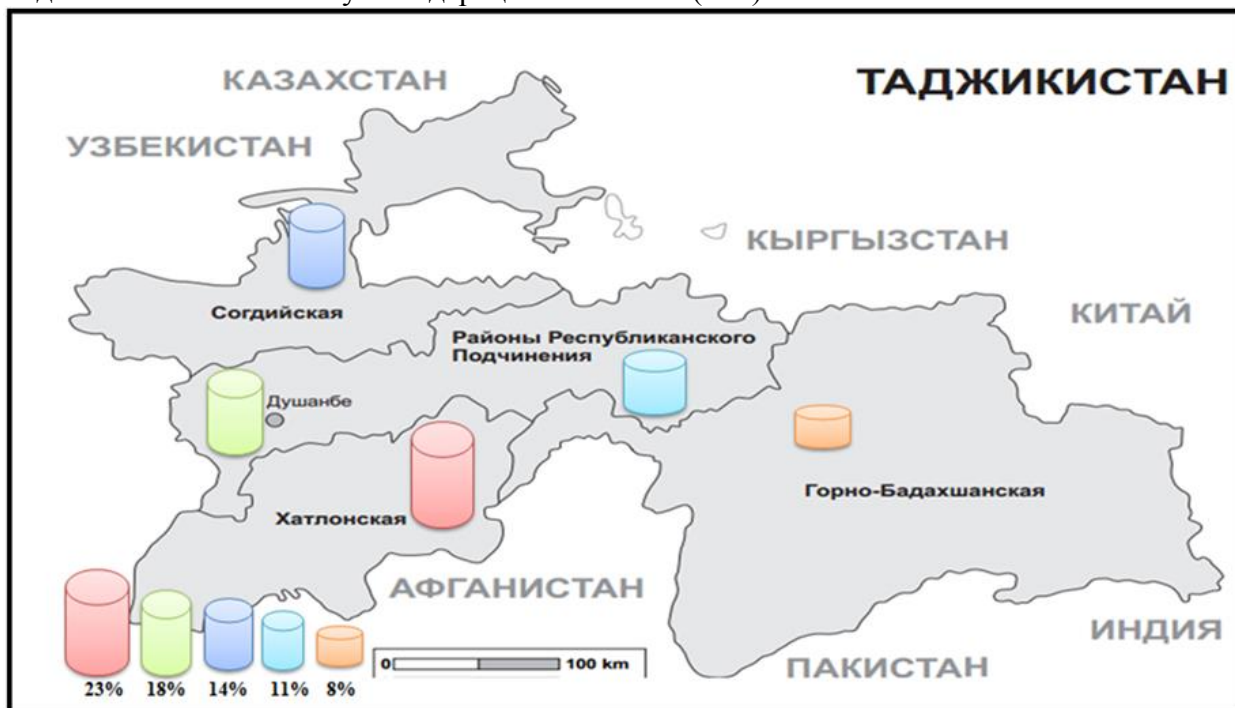 КАЗАХСТАН
ТАДЖИКИСТАН
УЗБЕКИСТАН
КЫРГЫЗСТАН
КИТАЙ
Согдийская
Районы Республиканского
Подчинения
Душанбе
Горно-Бадахшанская
Хатлонская
АФГАНИСТАН
ИНДИЯ
ПАКИСТАН
0 100 km
23% 18% 14% 11% 8%